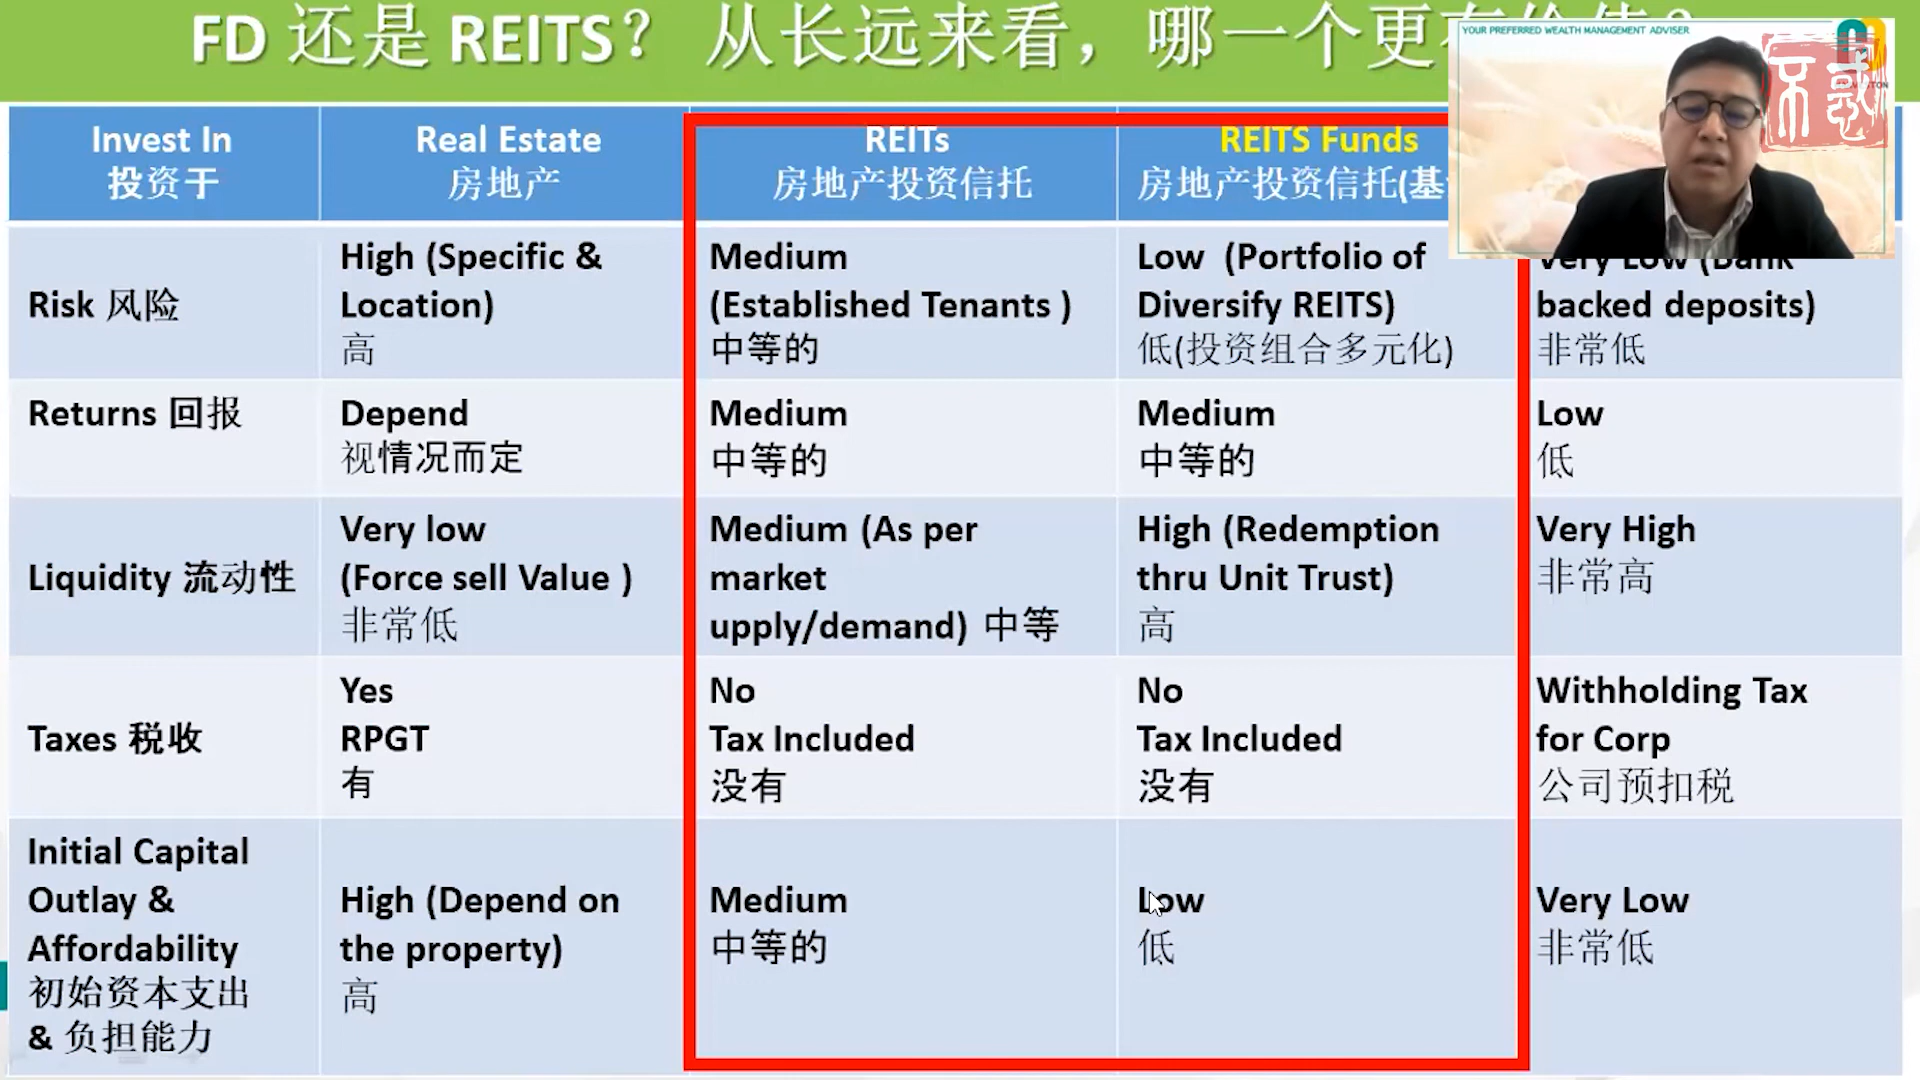 FD 还是 REITS? 从长远来看，哪一个更有价值?
YOUR PREFERRED WEALTH MANAGEMENT ADVISER
不惑
Invest In
投资于
Real Estate
房地产
REITs
房地产投资信托
REITS Funds
房地产投资信托(基
Risk 风险
High (Specific &
Location)
高
Medium
(Established Tenants )
中等的
Low (Portfolio of
Diversify REITS)
低(投资组合多元化)
Very Low (Bank
backed deposits)
非常低
Returns 回报
Depend
视情况而定
Medium
中等的
Medium
中等的
Low
低
Liquidity 流动性
Very low
(Force sell Value )
非常低
Medium (As per
market
upply/demand) 中等
High (Redemption
thru Unit Trust)
高
Very High
非常高
Taxes 税收
Yes
RPGT
有
No
Tax Included
没有
No
Tax Included
没有
Withholding Tax
for Corp
公司预扣税
Initial Capital
Outlay &
Affordability
初始资本支出
& 负担能力
High (Depend on
the property)
高
Medium
中等的
Low
低
Very Low
非常低